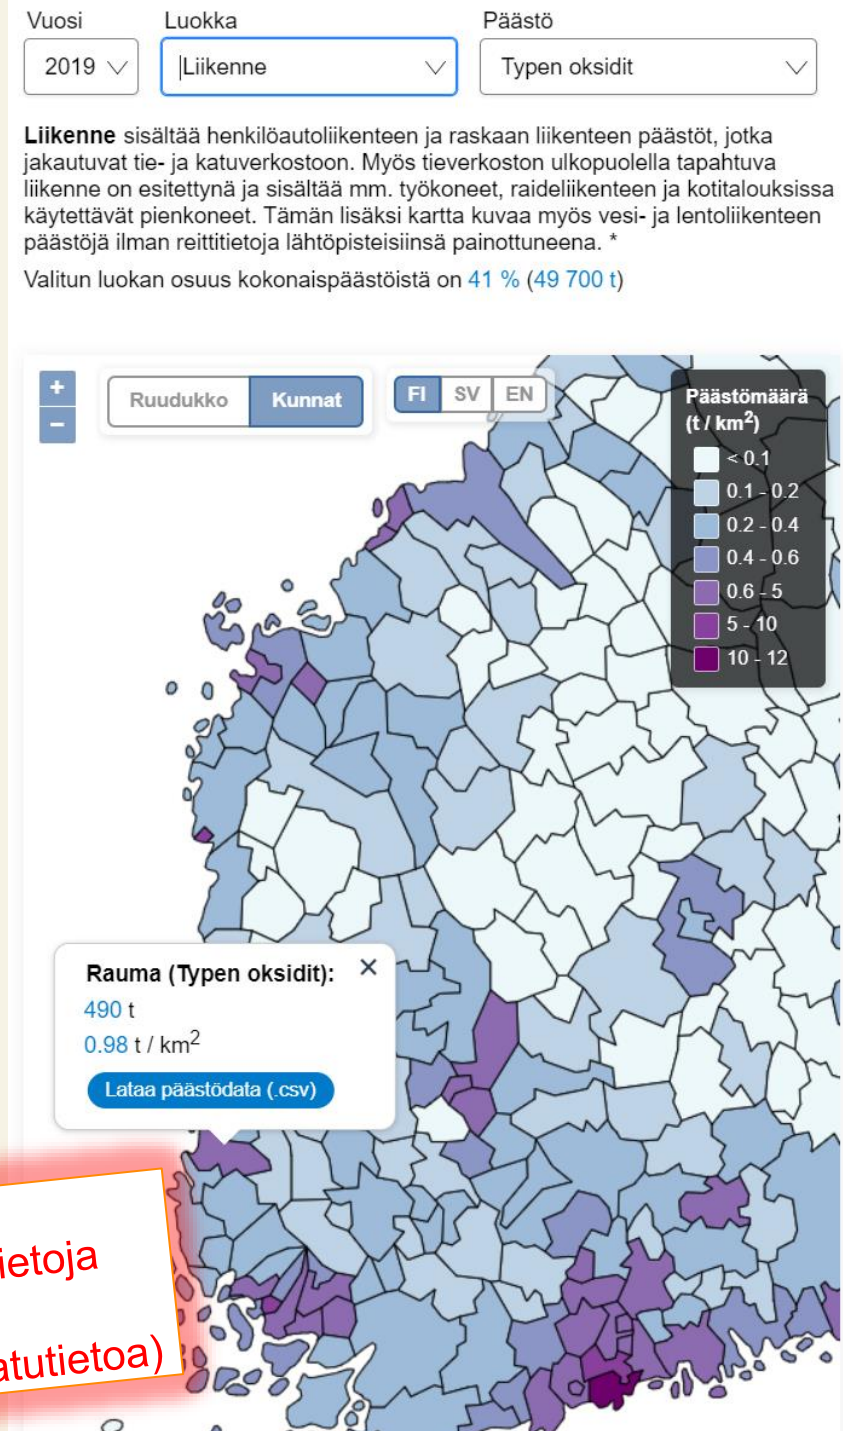 Vuosi Luokka Päästö
2019 Liikenne Typen oksidit
Liikenne sisältää henkilöautoliikenteen ja raskaan liikenteen päästöt, jotka
jakautuvat tie- ja katuverkostoon. Myös tieverkoston ulkopuolella tapahtuva
liikenne on esitettynä ja sisältää mm. työkoneet, raideliikenteen ja kotitalouksissa
käytettävät pienkoneet. Tämän lisäksi kartta kuvaa myös vesi- ja lentoliikenteen
päästöjä ilman reittitietoja lähtöpisteisiinsä painottuneena. *
Valitun luokan osuus kokonaispäästöistä on 41 % (49 700 t)
+
−
Ruudukko Kunnat
FI SV EN
Päästömäärä
(t / km²)
< 0.1
0.1 - 0.2
0.2 - 0.4
0.4 - 0.6
0.6 - 5
5 - 10
10 - 12
Rauma (Typen oksidit): ×
490 t
0.98 t / km²
Lataa päästödata (.csv)
ietoja
atutietoa)